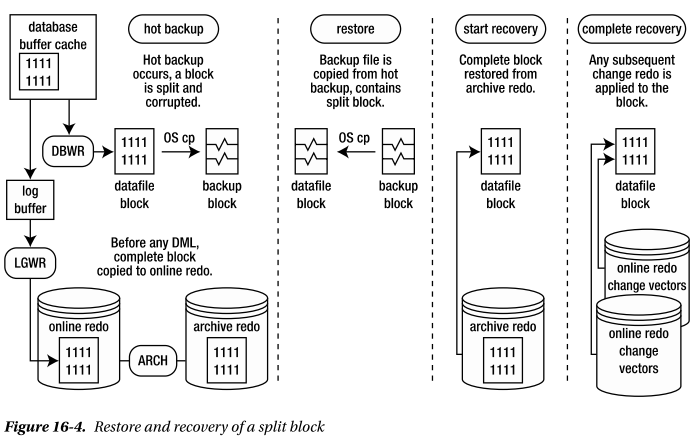 database
buffer cache
1111
1111
hot backup
Hot backup
occurs, a block
is split and
corrupted.
DBWR
1111
1111
OS cp
datafile
block
backup
block
log
buffer
LGWR
Before any DML,
complete block
copied to online redo.
online redo
1111
1111
ARCH
archive redo
1111
1111
restore
Backup file is
copied from hot
backup, contains
split block.
OS cp
datafile
block
backup
block
start recovery
Complete block
restored from
archive redo.
1111
1111
datafile
block
archive redo
1111
1111
complete recovery
Any subsequent
change redo is
applied to the
block.
1111
1111
datafile
block
online redo
change vectors
online redo
change
vectors
Figure 16-4. Restore and recovery of a split block